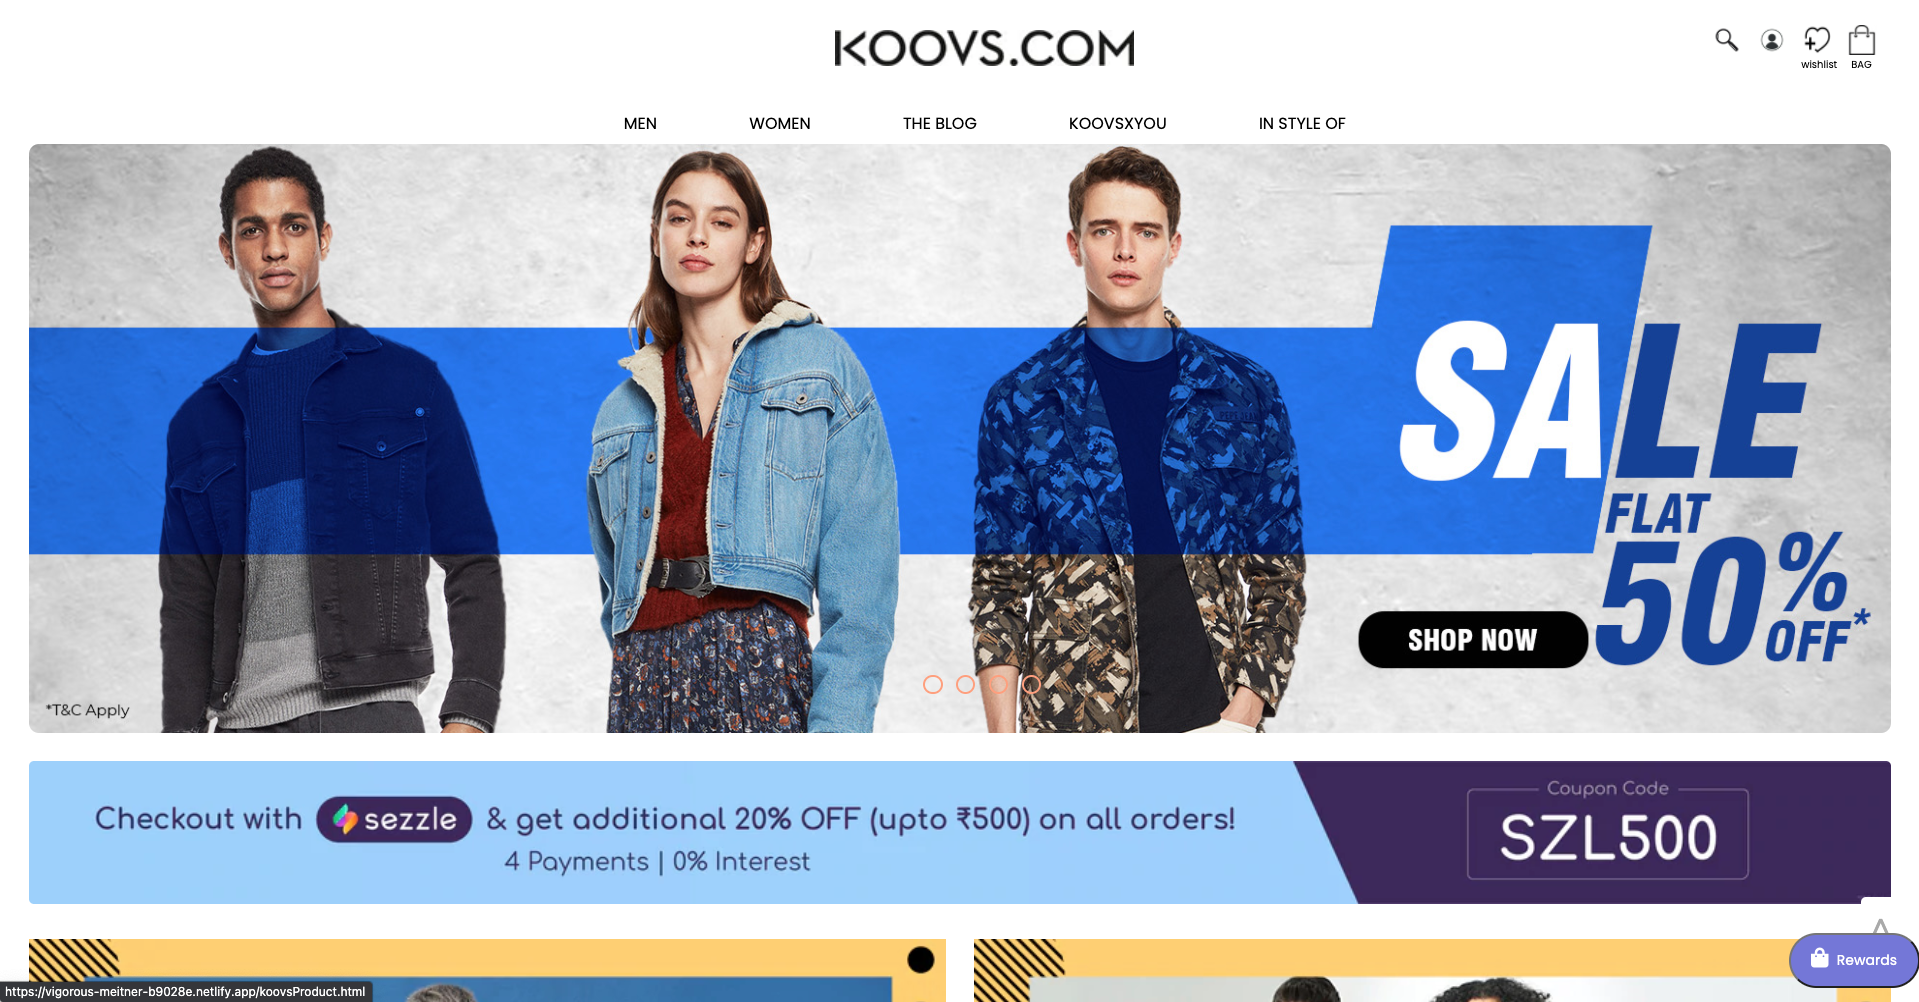 KOOVS.COM
wishlist
BAG
MEN
WOMEN
THE BLOG
KOOVSXYOU
IN STYLE OF
SALE
FLAT
50%
OFF*
SHOP NOW
*T&C Apply
PEPE JEANS
Checkout with sezzle & get additional 20% OFF (upto ₹500) on all orders!
4 Payments | 0% Interest
Coupon Code
SZL500
Rewards
https://vigorous-meitner-b9028e.netlify.app/koovsProduct.html